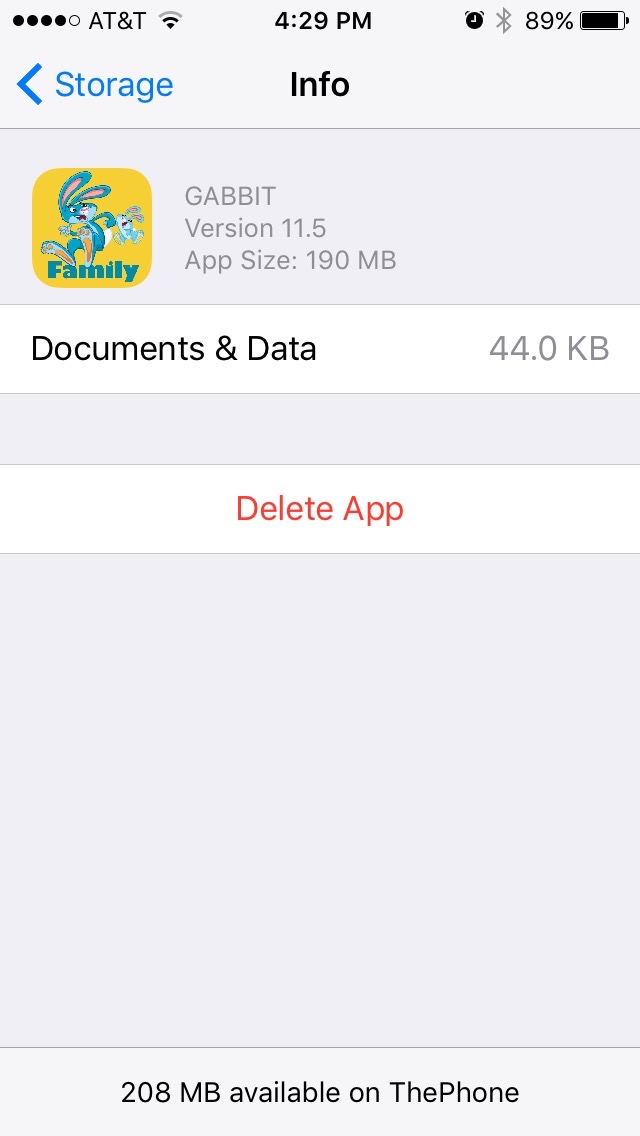 AT&T 4:29 PM 89%
Storage Info
GABBIT
Version 11.5
App Size: 190 MB
Family
Documents & Data 44.0 KB
Delete App
208 MB available on ThePhone